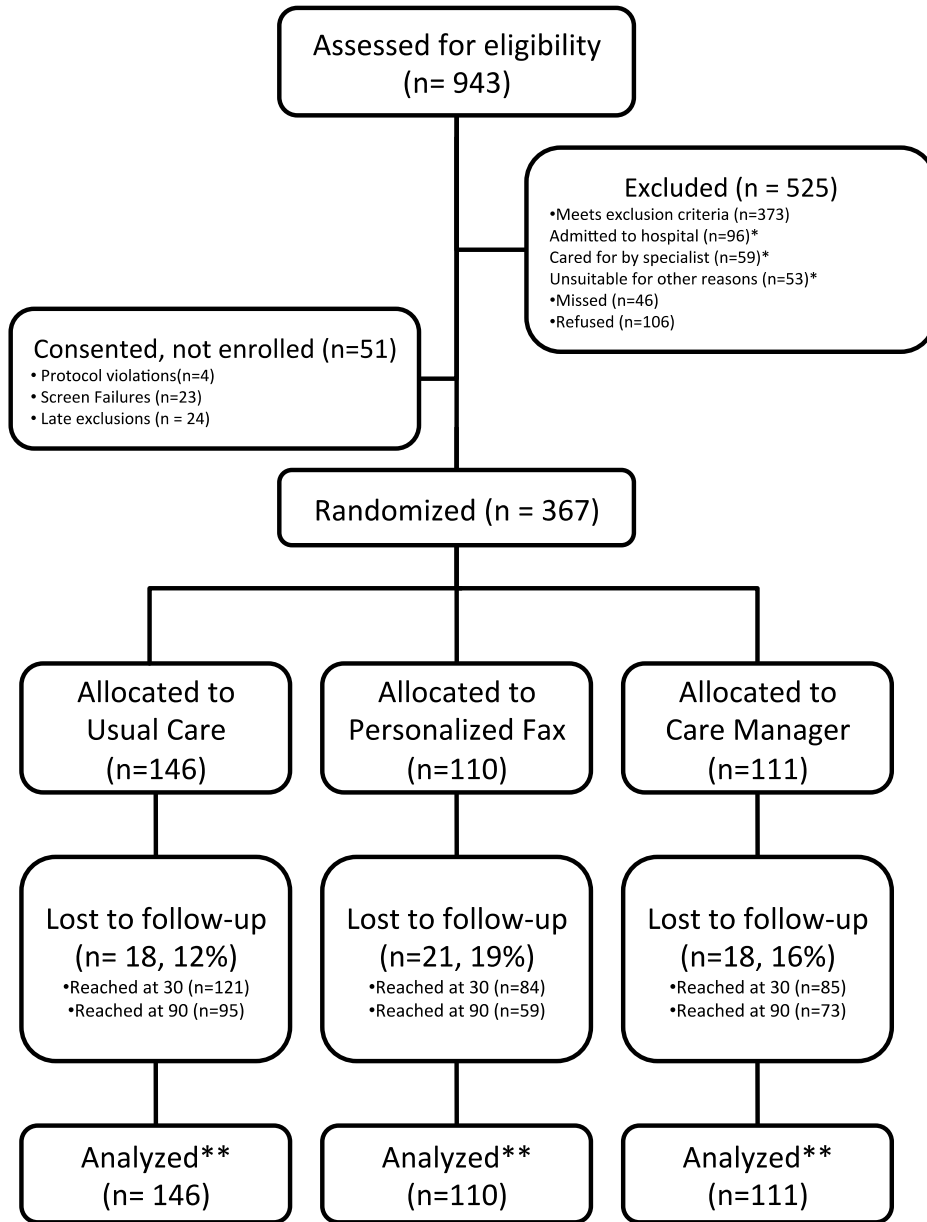 Assessed for eligibility
(n= 943)
Excluded (n = 525)
•Meets exclusion criteria (n=373)
Admitted to hospital (n=96)*
Cared for by specialist (n=59)*
Unsuitable for other reasons (n=53)*
•Missed (n=46)
•Refused (n=106)
Consented, not enrolled (n=51)
• Protocol violations(n=4)
• Screen Failures (n=23)
• Late exclusions (n = 24)
Randomized (n = 367)
Allocated to
Usual Care
(n=146)
Allocated to
Personalized Fax
(n=110)
Allocated to
Care Manager
(n=111)
Lost to follow-up
(n= 18, 12%)
•Reached at 30 (n=121)
•Reached at 90 (n=95)
Lost to follow-up
(n=21, 19%)
•Reached at 30 (n=84)
•Reached at 90 (n=59)
Lost to follow-up
(n=18, 16%)
•Reached at 30 (n=85)
•Reached at 90 (n=73)
Analyzed**
(n= 146)
Analyzed**
(n=110)
Analyzed**
(n=111)